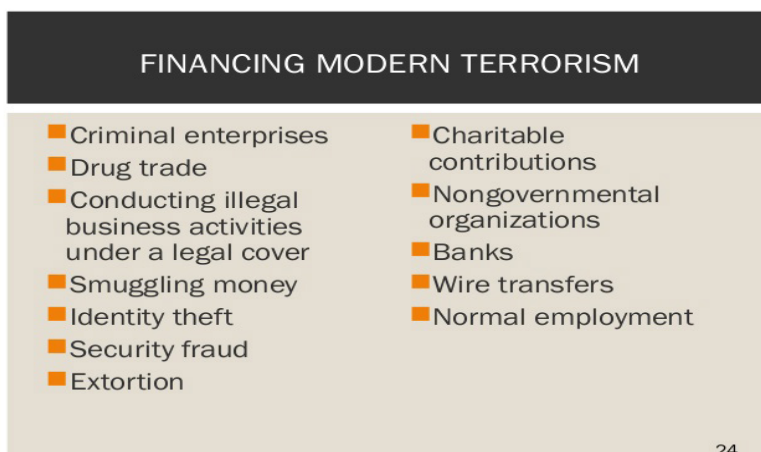 FINANCING MODERN TERRORISM
Criminal enterprises
Drug trade
Conducting illegal
business activities
under a legal cover
Smuggling money
Identity theft
Security fraud
Extortion
Charitable
contributions
Nongovernmental
organizations
Banks
Wire transfers
Normal employment
24